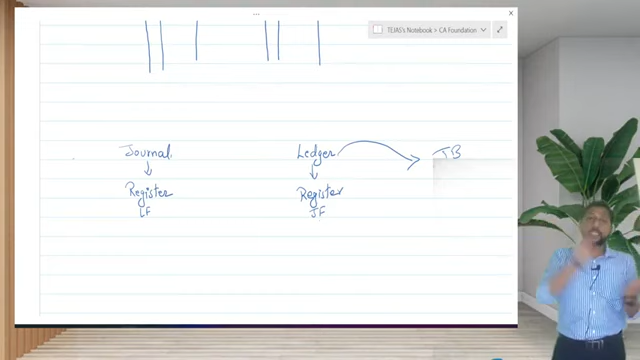 TEJAS's Notebook > CA Foundation
Journal
Ledger
TB
Register
LF
Register
JF